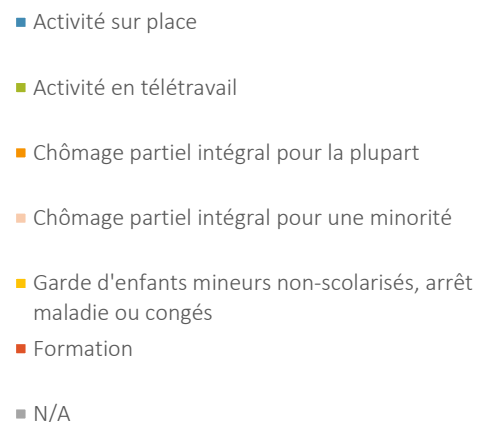 Activité sur place
Activité en télétravail
Chômage partiel intégral pour la plupart
Chômage partiel intégral pour une minorité
Garde d'enfants mineurs non-scolarisés, arrêt
maladie ou congés
Formation
N/A